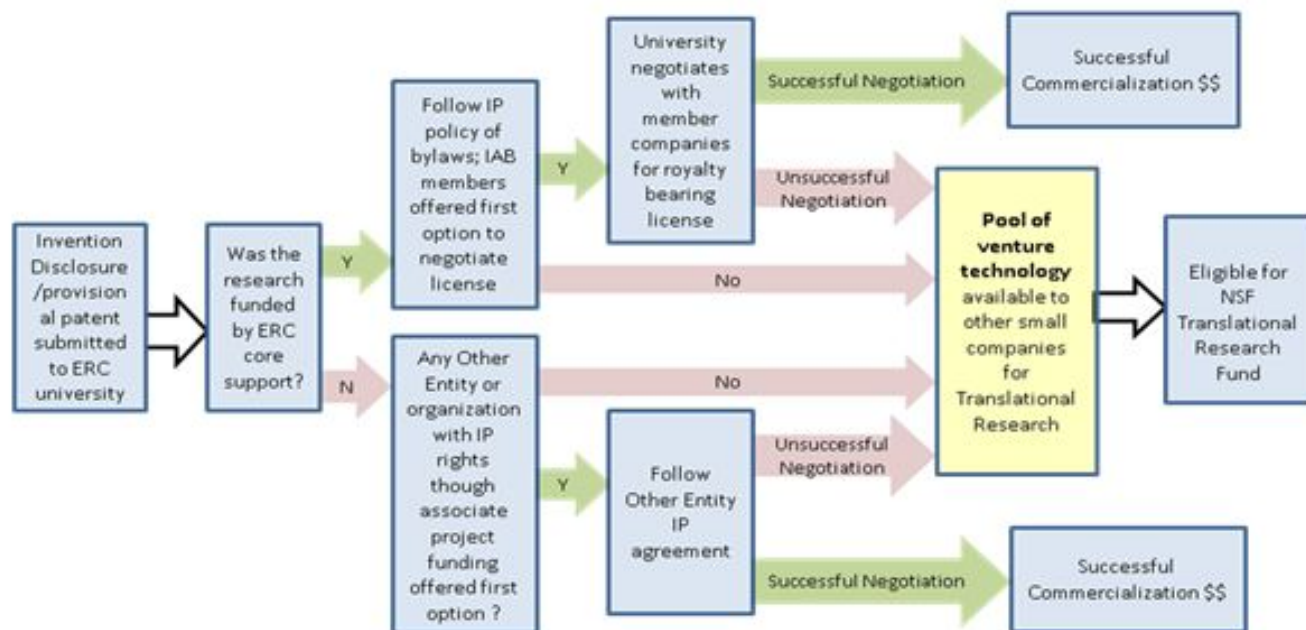 Invention
Disclosure
/provision
al patent
submitted
to ERC
university
Was the
research
funded
by ERC
core
support?
Y
N
Follow IP
policy of
bylaws; IAB
members
offered first
option to
negotiate
license
Y
No
University
negotiates
with
member
companies
for royalty
bearing
license
Successful Negotiation
Unsuccessful
Negotiation
Successful
Commercialization $$
Any Other
Entity or
organization
with IP
rights
though
associate
project
funding
offered first
option ?
No
Y
Follow
Other Entity
IP
agreement
Unsuccessful
Negotiation
Successful Negotiation
Successful
Commercialization $$
Pool of
venture
technology
available to
other small
companies
for
Translational
Research
Eligible for
NSF
Translational
Research
Fund